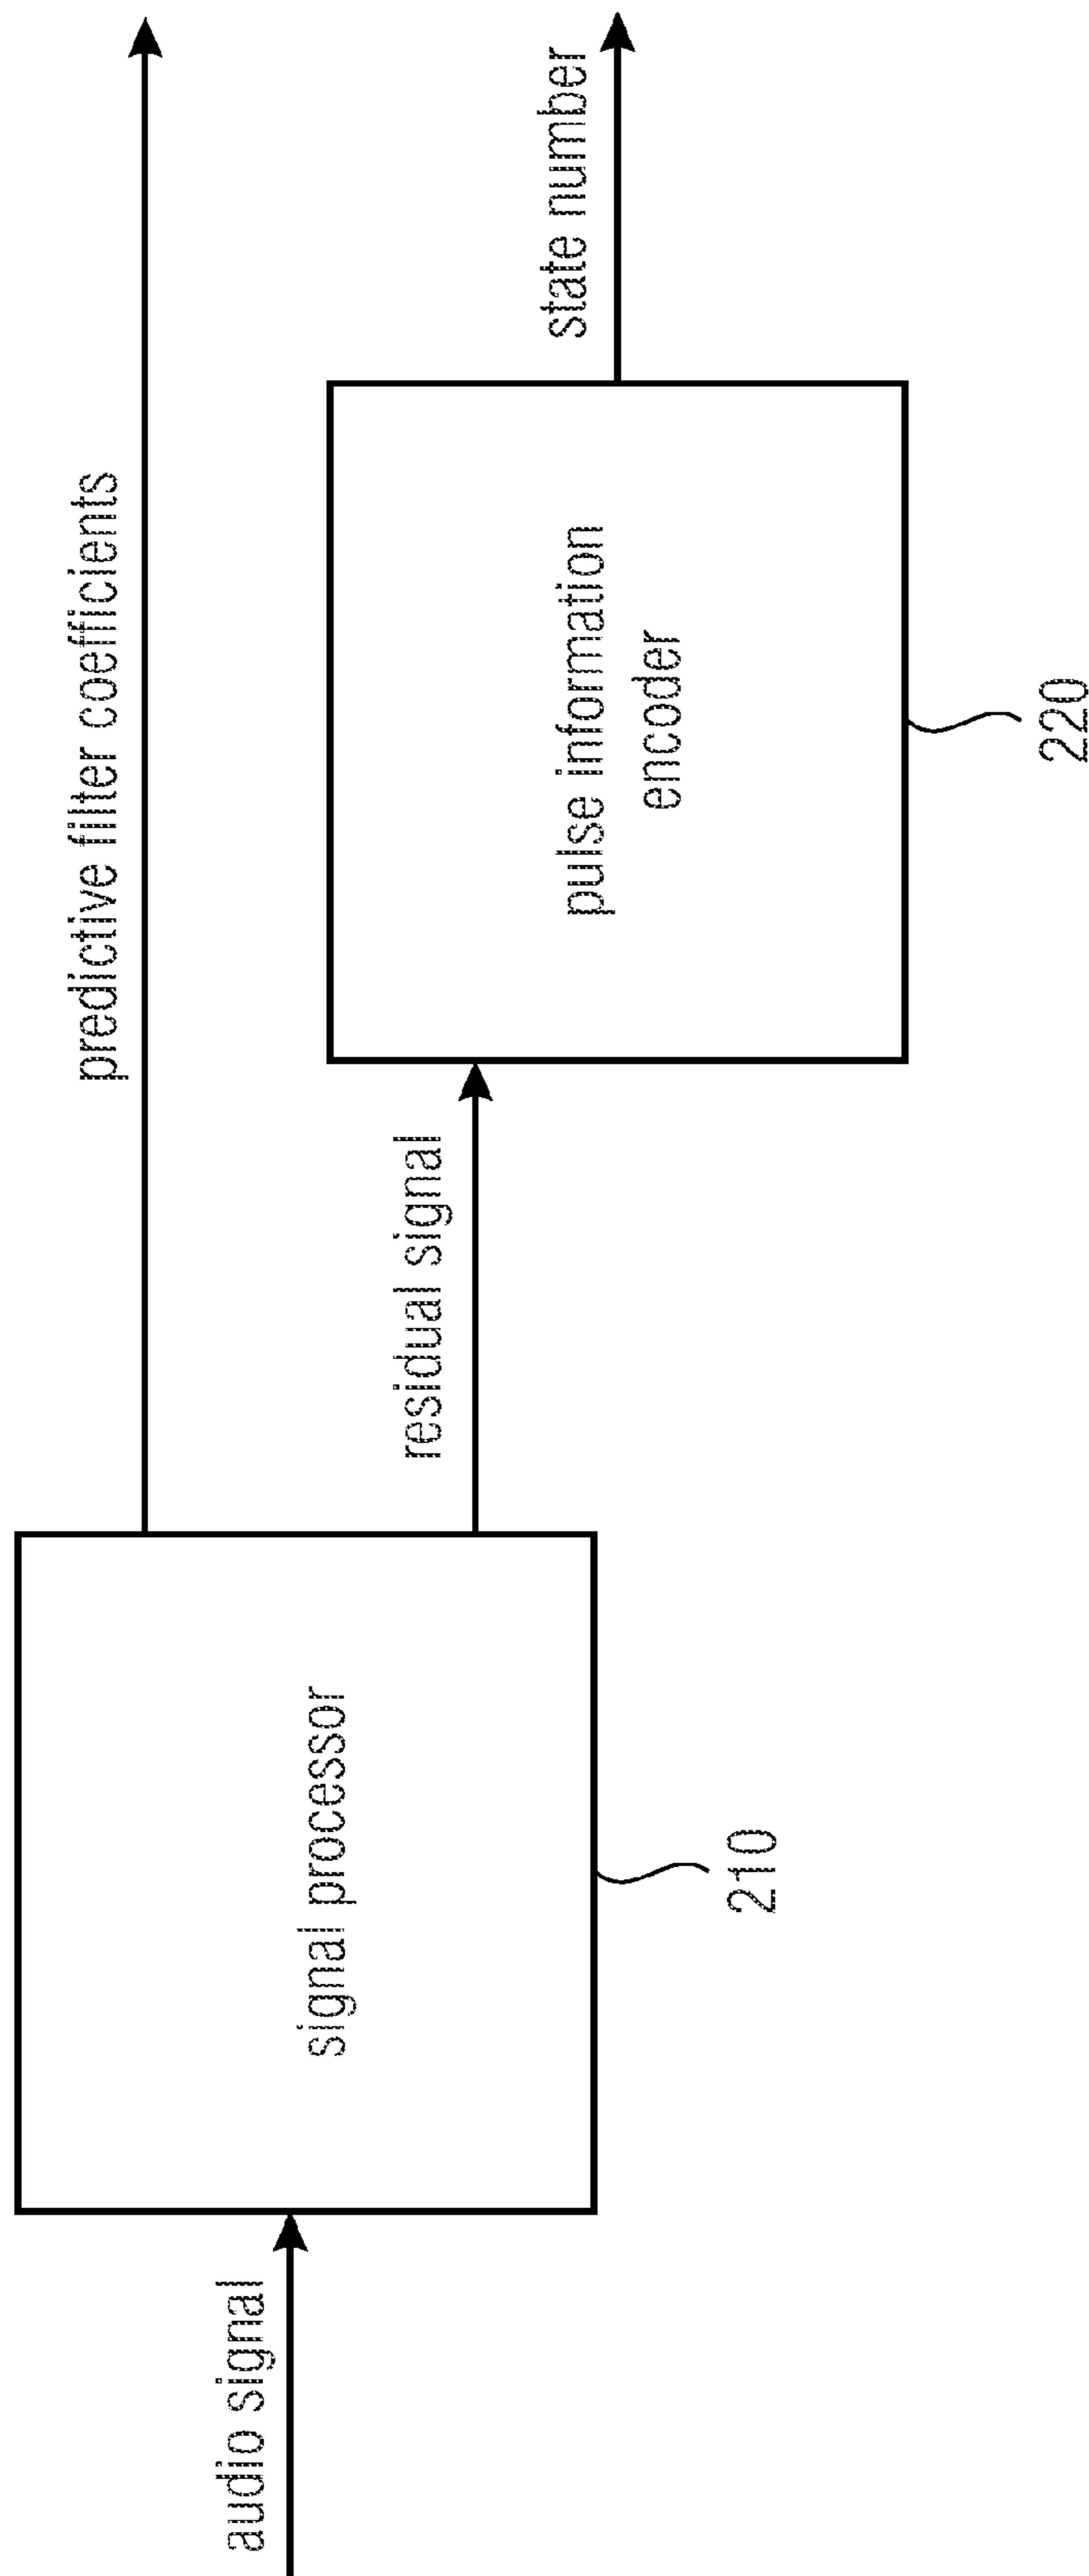 audio signal
signal processor
210
predictive filter coefficients
residual signal
pulse information
encoder
220
state number